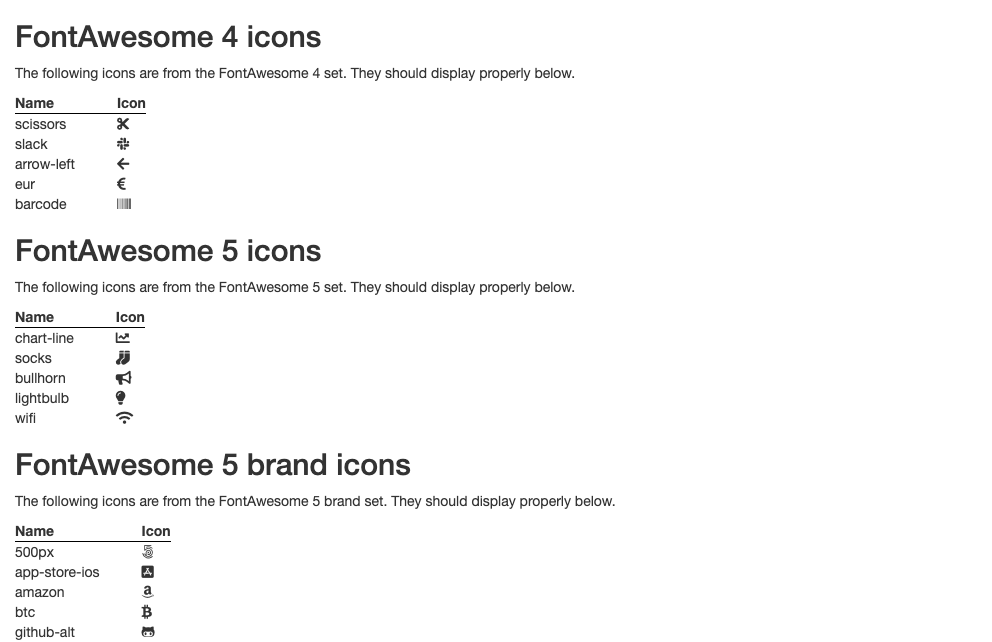 FontAwesome 4 icons
The following icons are from the FontAwesome 4 set. They should display properly below.
Name Icon
scissors
slack
arrow-left
eur €
barcode
FontAwesome 5 icons
The following icons are from the FontAwesome 5 set. They should display properly below.
Name Icon
chart-line
socks
bullhorn
lightbulb
wifi
FontAwesome 5 brand icons
The following icons are from the FontAwesome 5 brand set. They should display properly below.
Name Icon
500px
app-store-ios
amazon
btc
github-alt